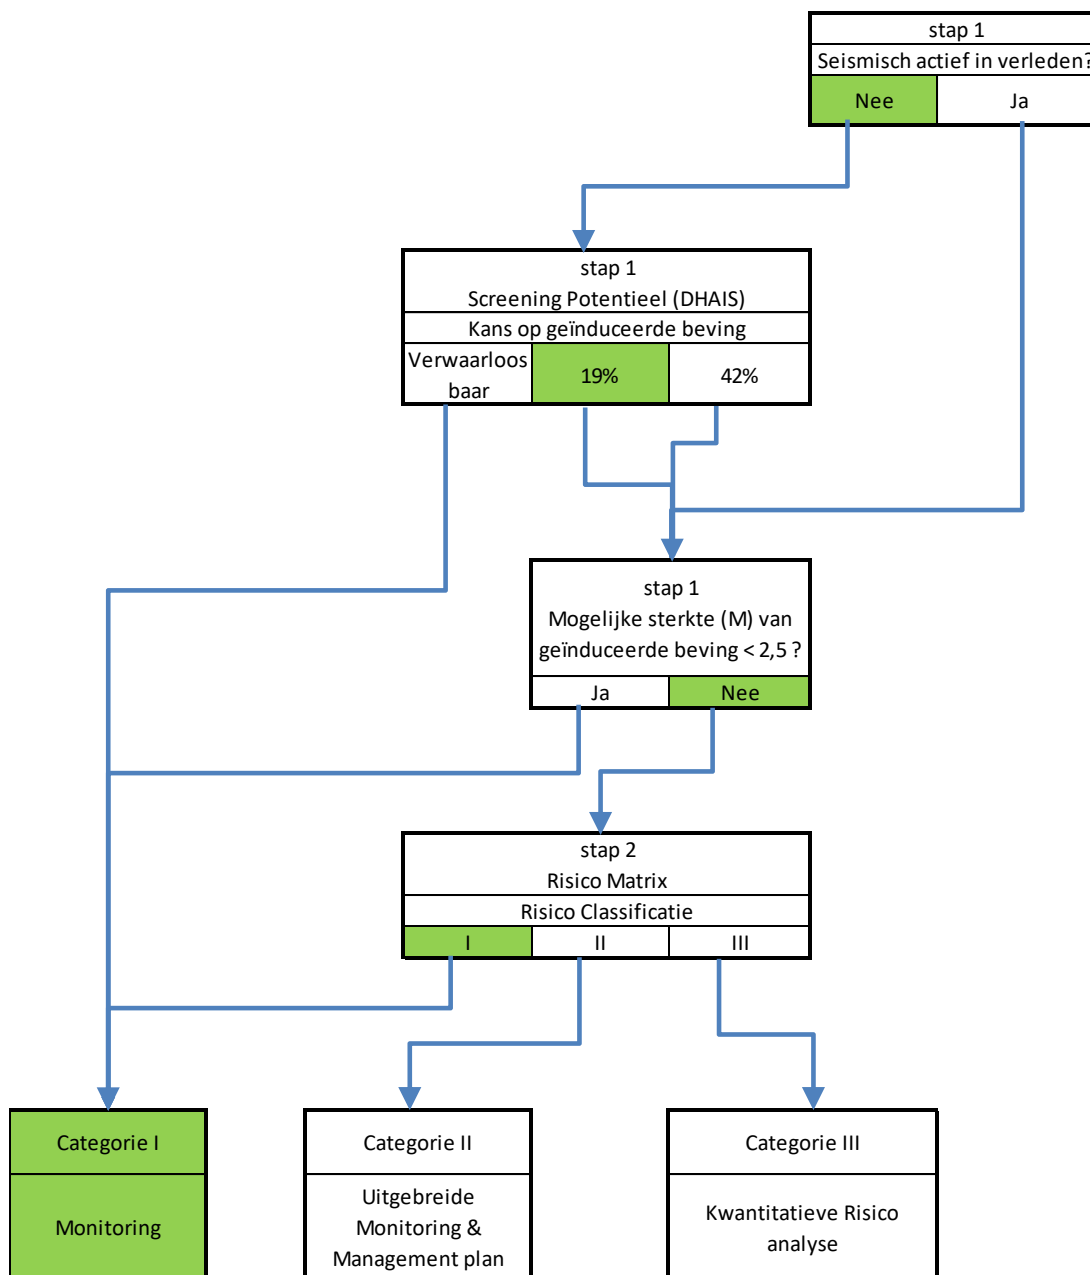 stap 1
Seismisch actief in verleden?
Nee
Ja
stap 1
Screening Potentieel (DHAIS)
Kans op geïnduceerde beving
Verwaarloos
baar
19%
42%
stap 1
Mogelijke sterkte (M) van
geïnduceerde beving < 2,5 ?
Ja
Nee
stap 2
Risico Matrix
Risico Classificatie
I
II
III
Categorie I
Monitoring
Categorie II
Uitgebreide
Monitoring &
Management plan
Categorie III
Kwantitatieve Risico
analyse